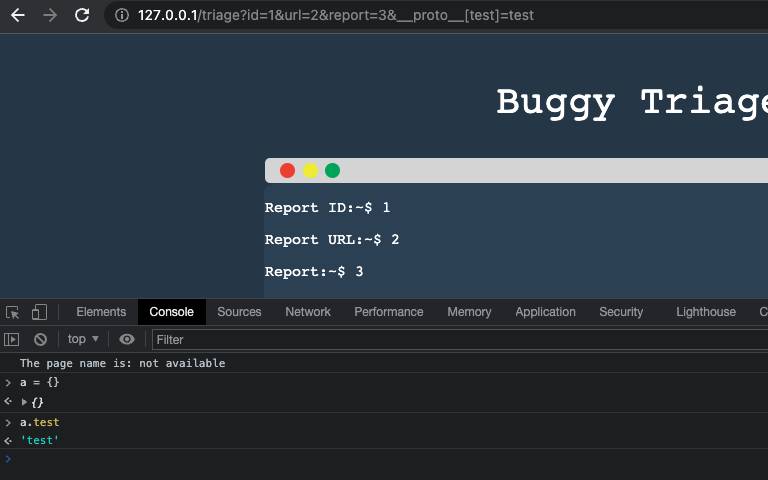 127.0.0.1/triage?id=1&url=2&report=3&__proto__[test]=test
Buggy Triage
Report ID:~$ 1
Report URL:~$ 2
Report:~$ 3
Elements Console Sources Network Performance Memory Application Security Lighthouse C
top Filter
The page name is: not available
a = {}
{}
a.test
'test'